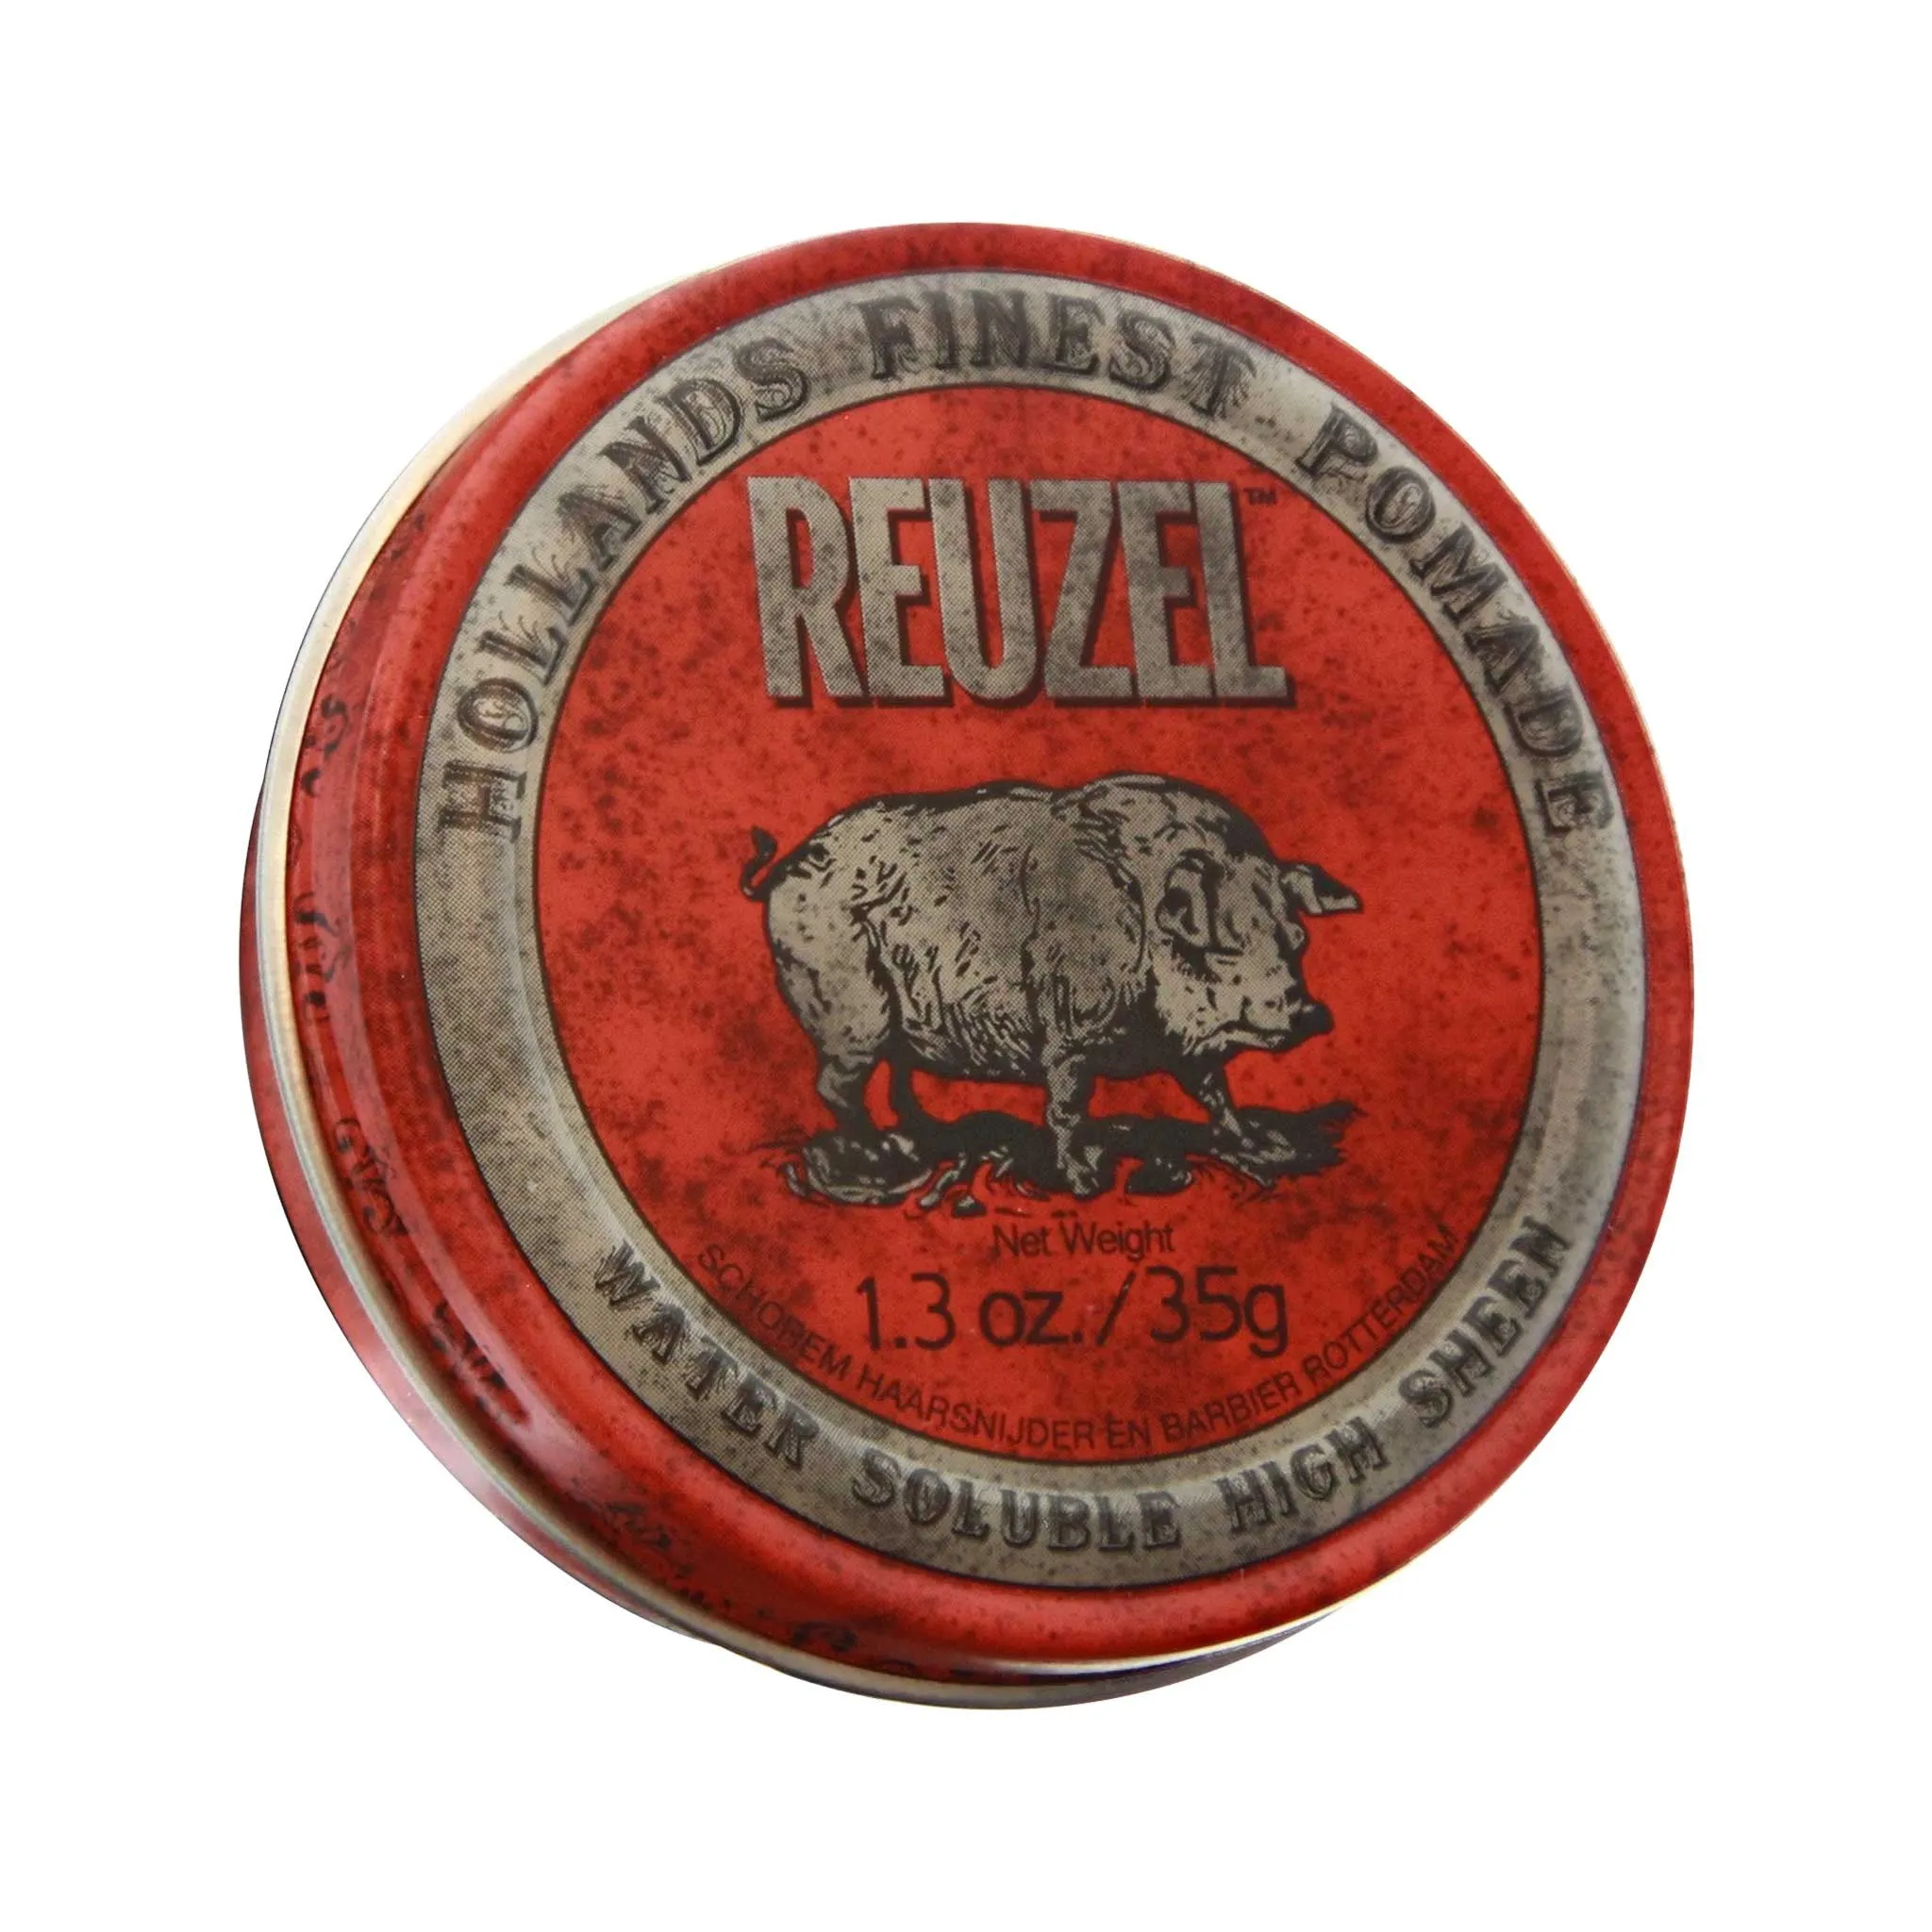 HOLLANDS FINEST POMADE
REUZEL™
Net Weight
1.3 oz./35g
SCHOREM HAARSNIJDER EN BARBIER ROTTERDAM
WATER SOLUBLE HIGH SHEEN